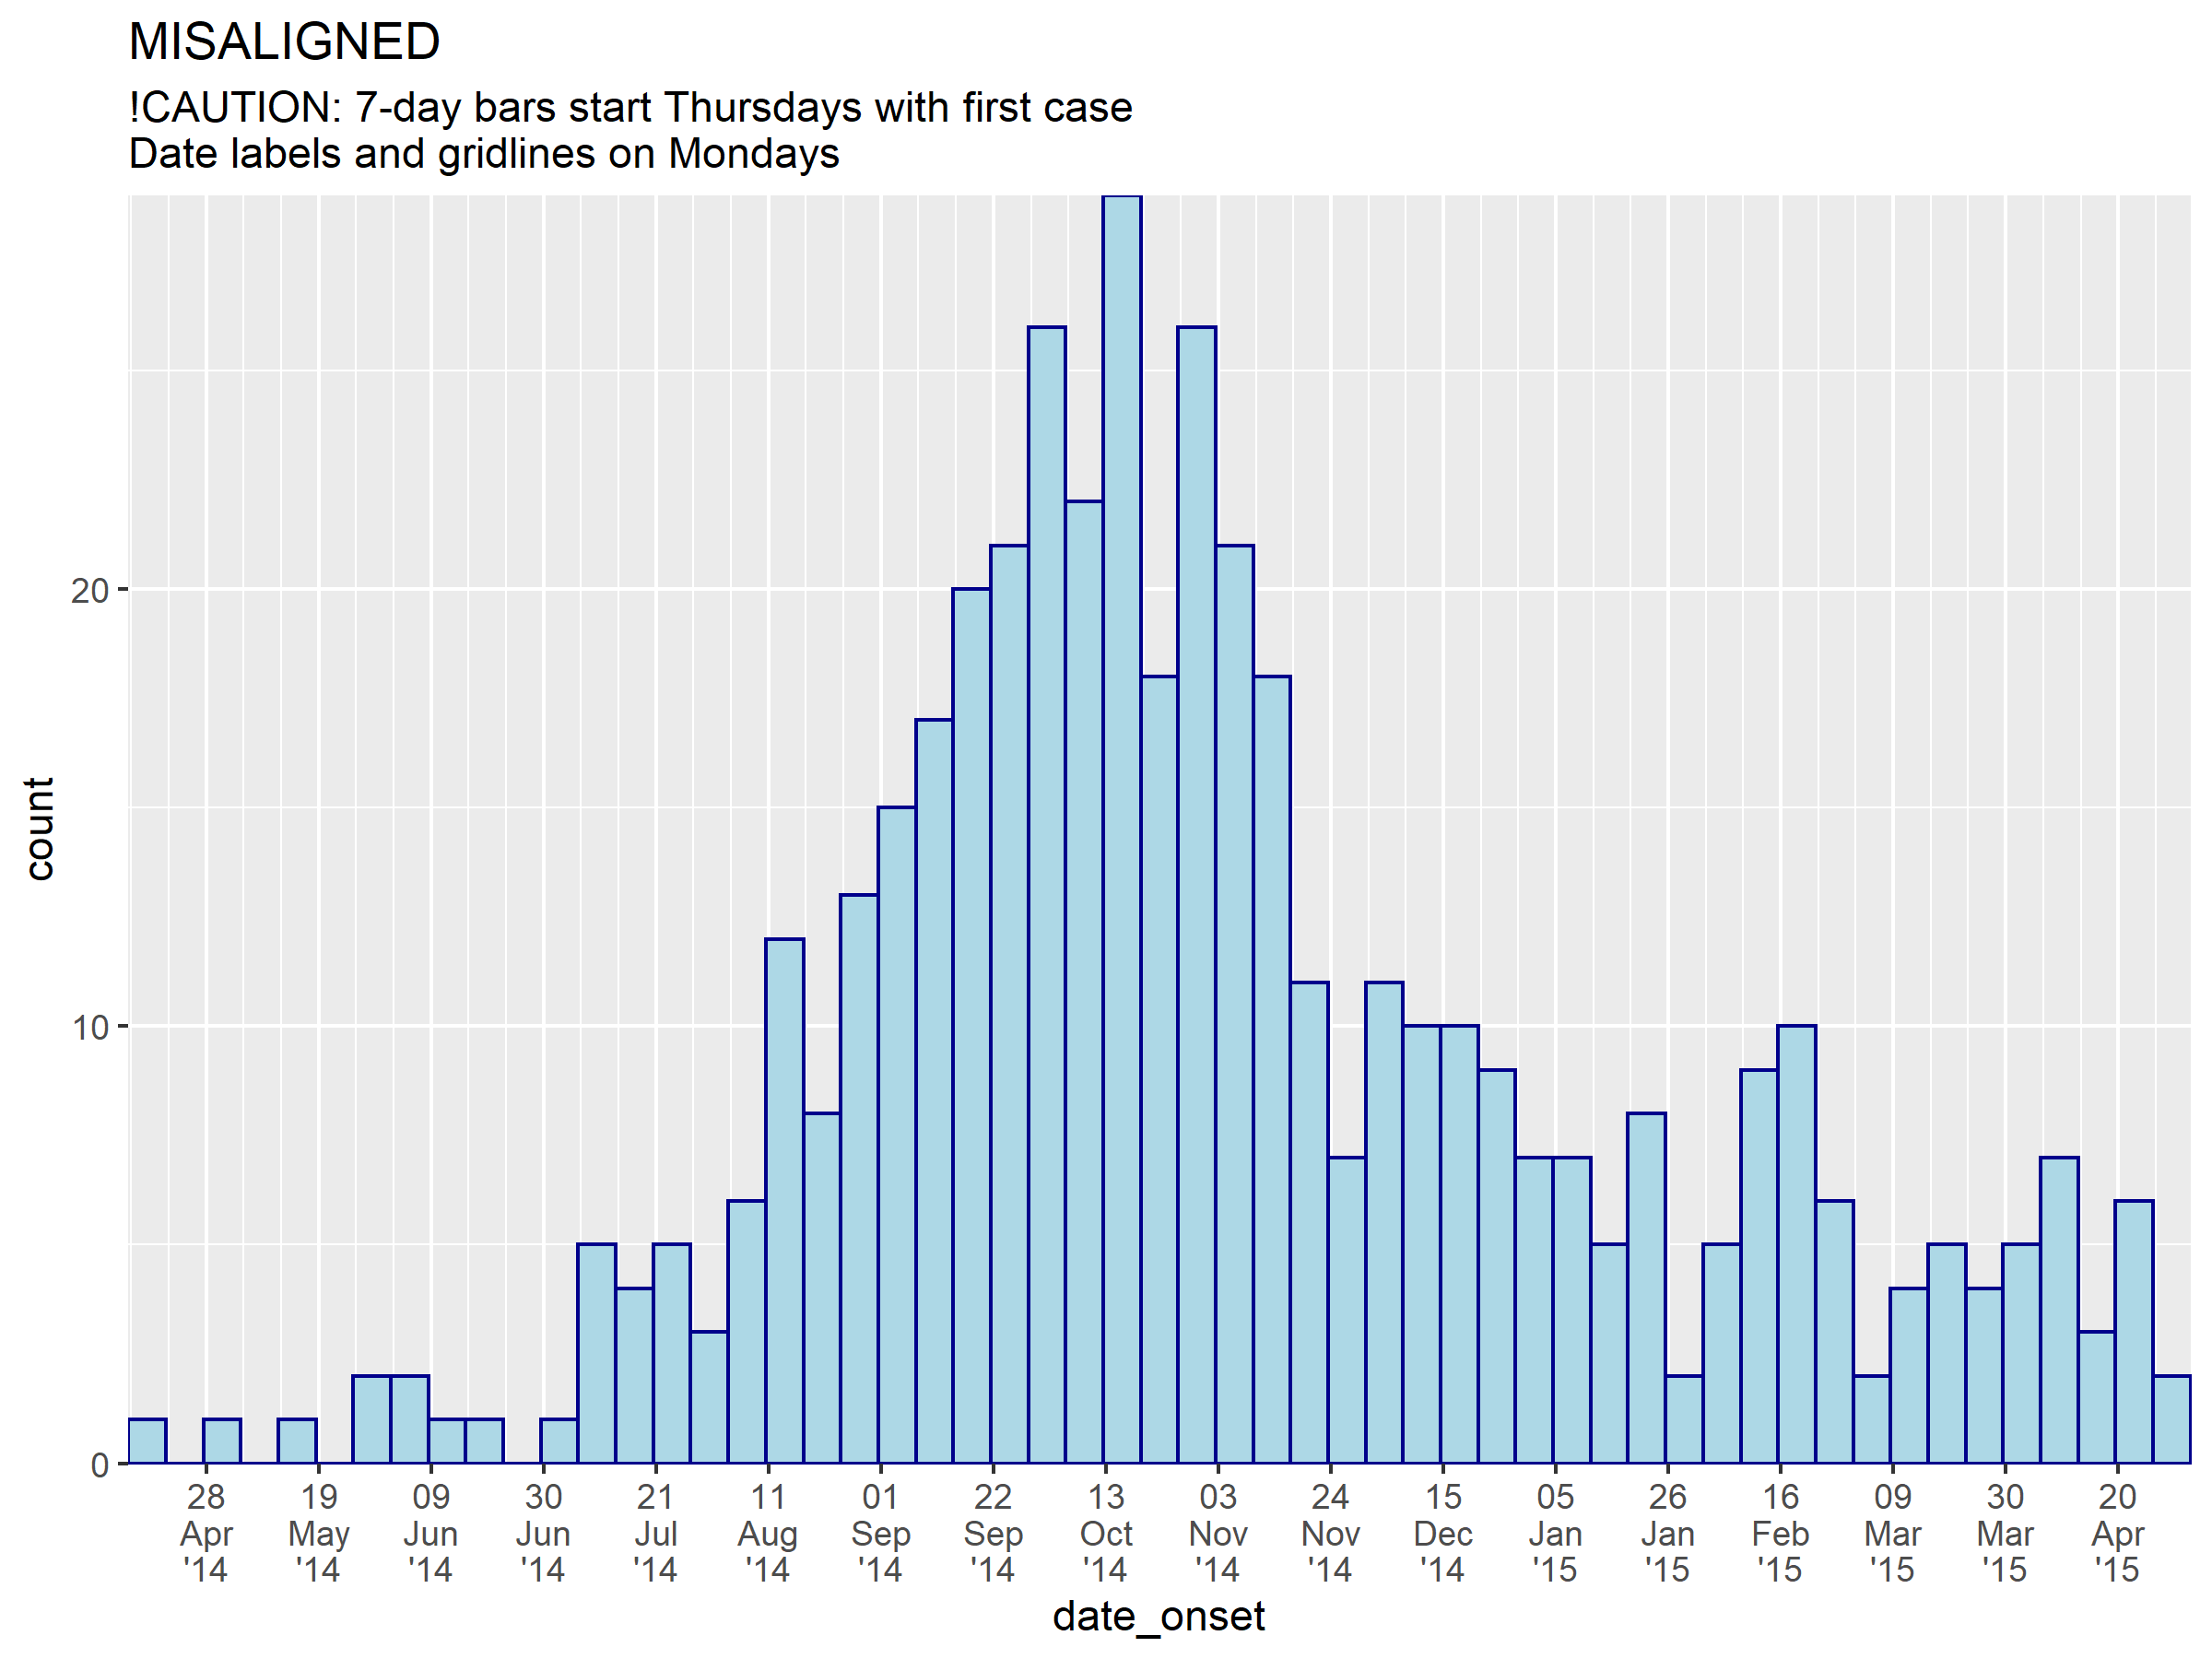 MISALIGNED
!CAUTION: 7-day bars start Thursdays with first case
Date labels and gridlines on Mondays
count
20
10
0
28 19 09 30 21 11 01 22 13 03 24 15 05 26 16 09 30 20
Apr May Jun Jun Jul Aug Sep Sep Oct Nov Nov Dec Jan Jan Feb Mar Mar Apr
'14 '14 '14 '14 '14 '14 '14 '14 '14 '14 '14 '14 '15 '15 '15 '15 '15 '15
date_onset